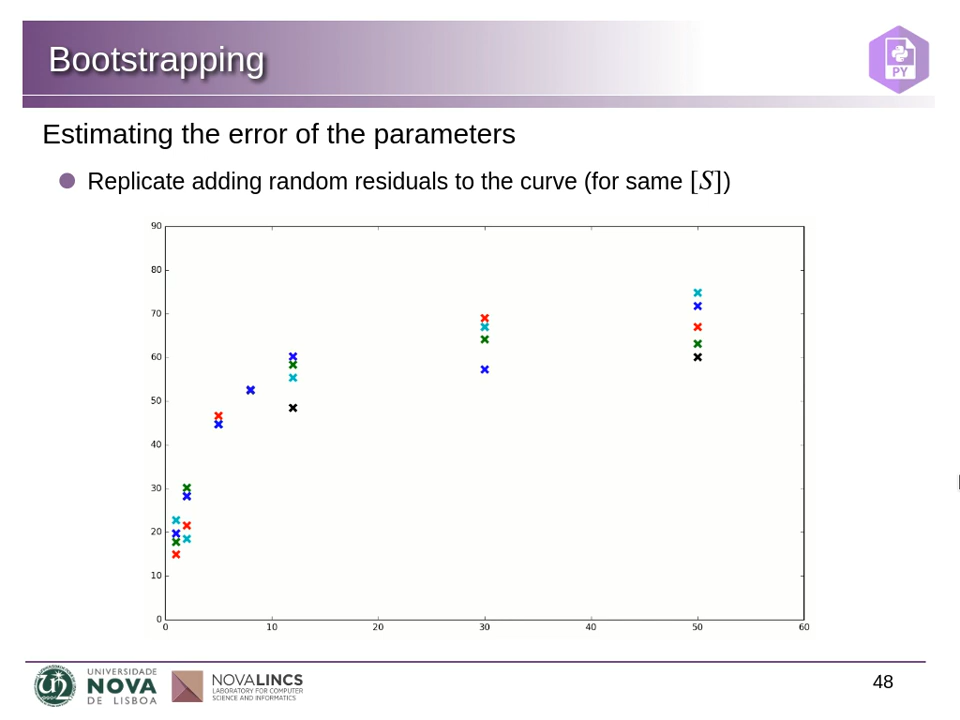 Bootstrapping
PY
Estimating the error of the parameters
Replicate adding random residuals to the curve (for same [S])
90
80
70
60
50
40
30
20
10
0
0 10 20 30 40 50 60
UNIVERSIDADE
NOVA
DE LISBOA
NOVALINCS
LABORATORY FOR COMPUTER
SCIENCE AND INFORMATICS
48